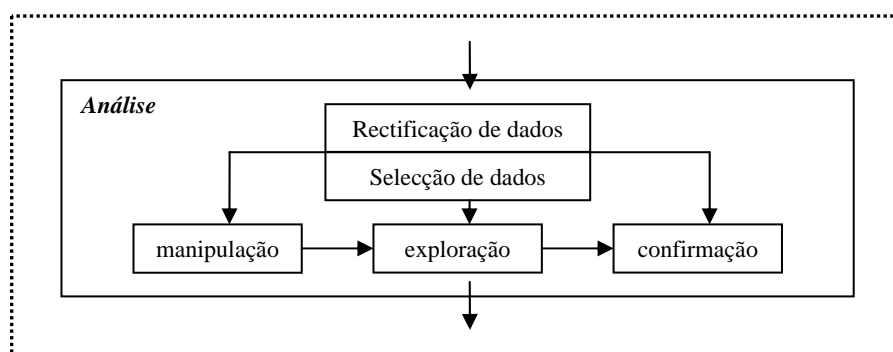 Análise
Rectificação de dados
Selecção de dados
manipulação
exploração
confirmação